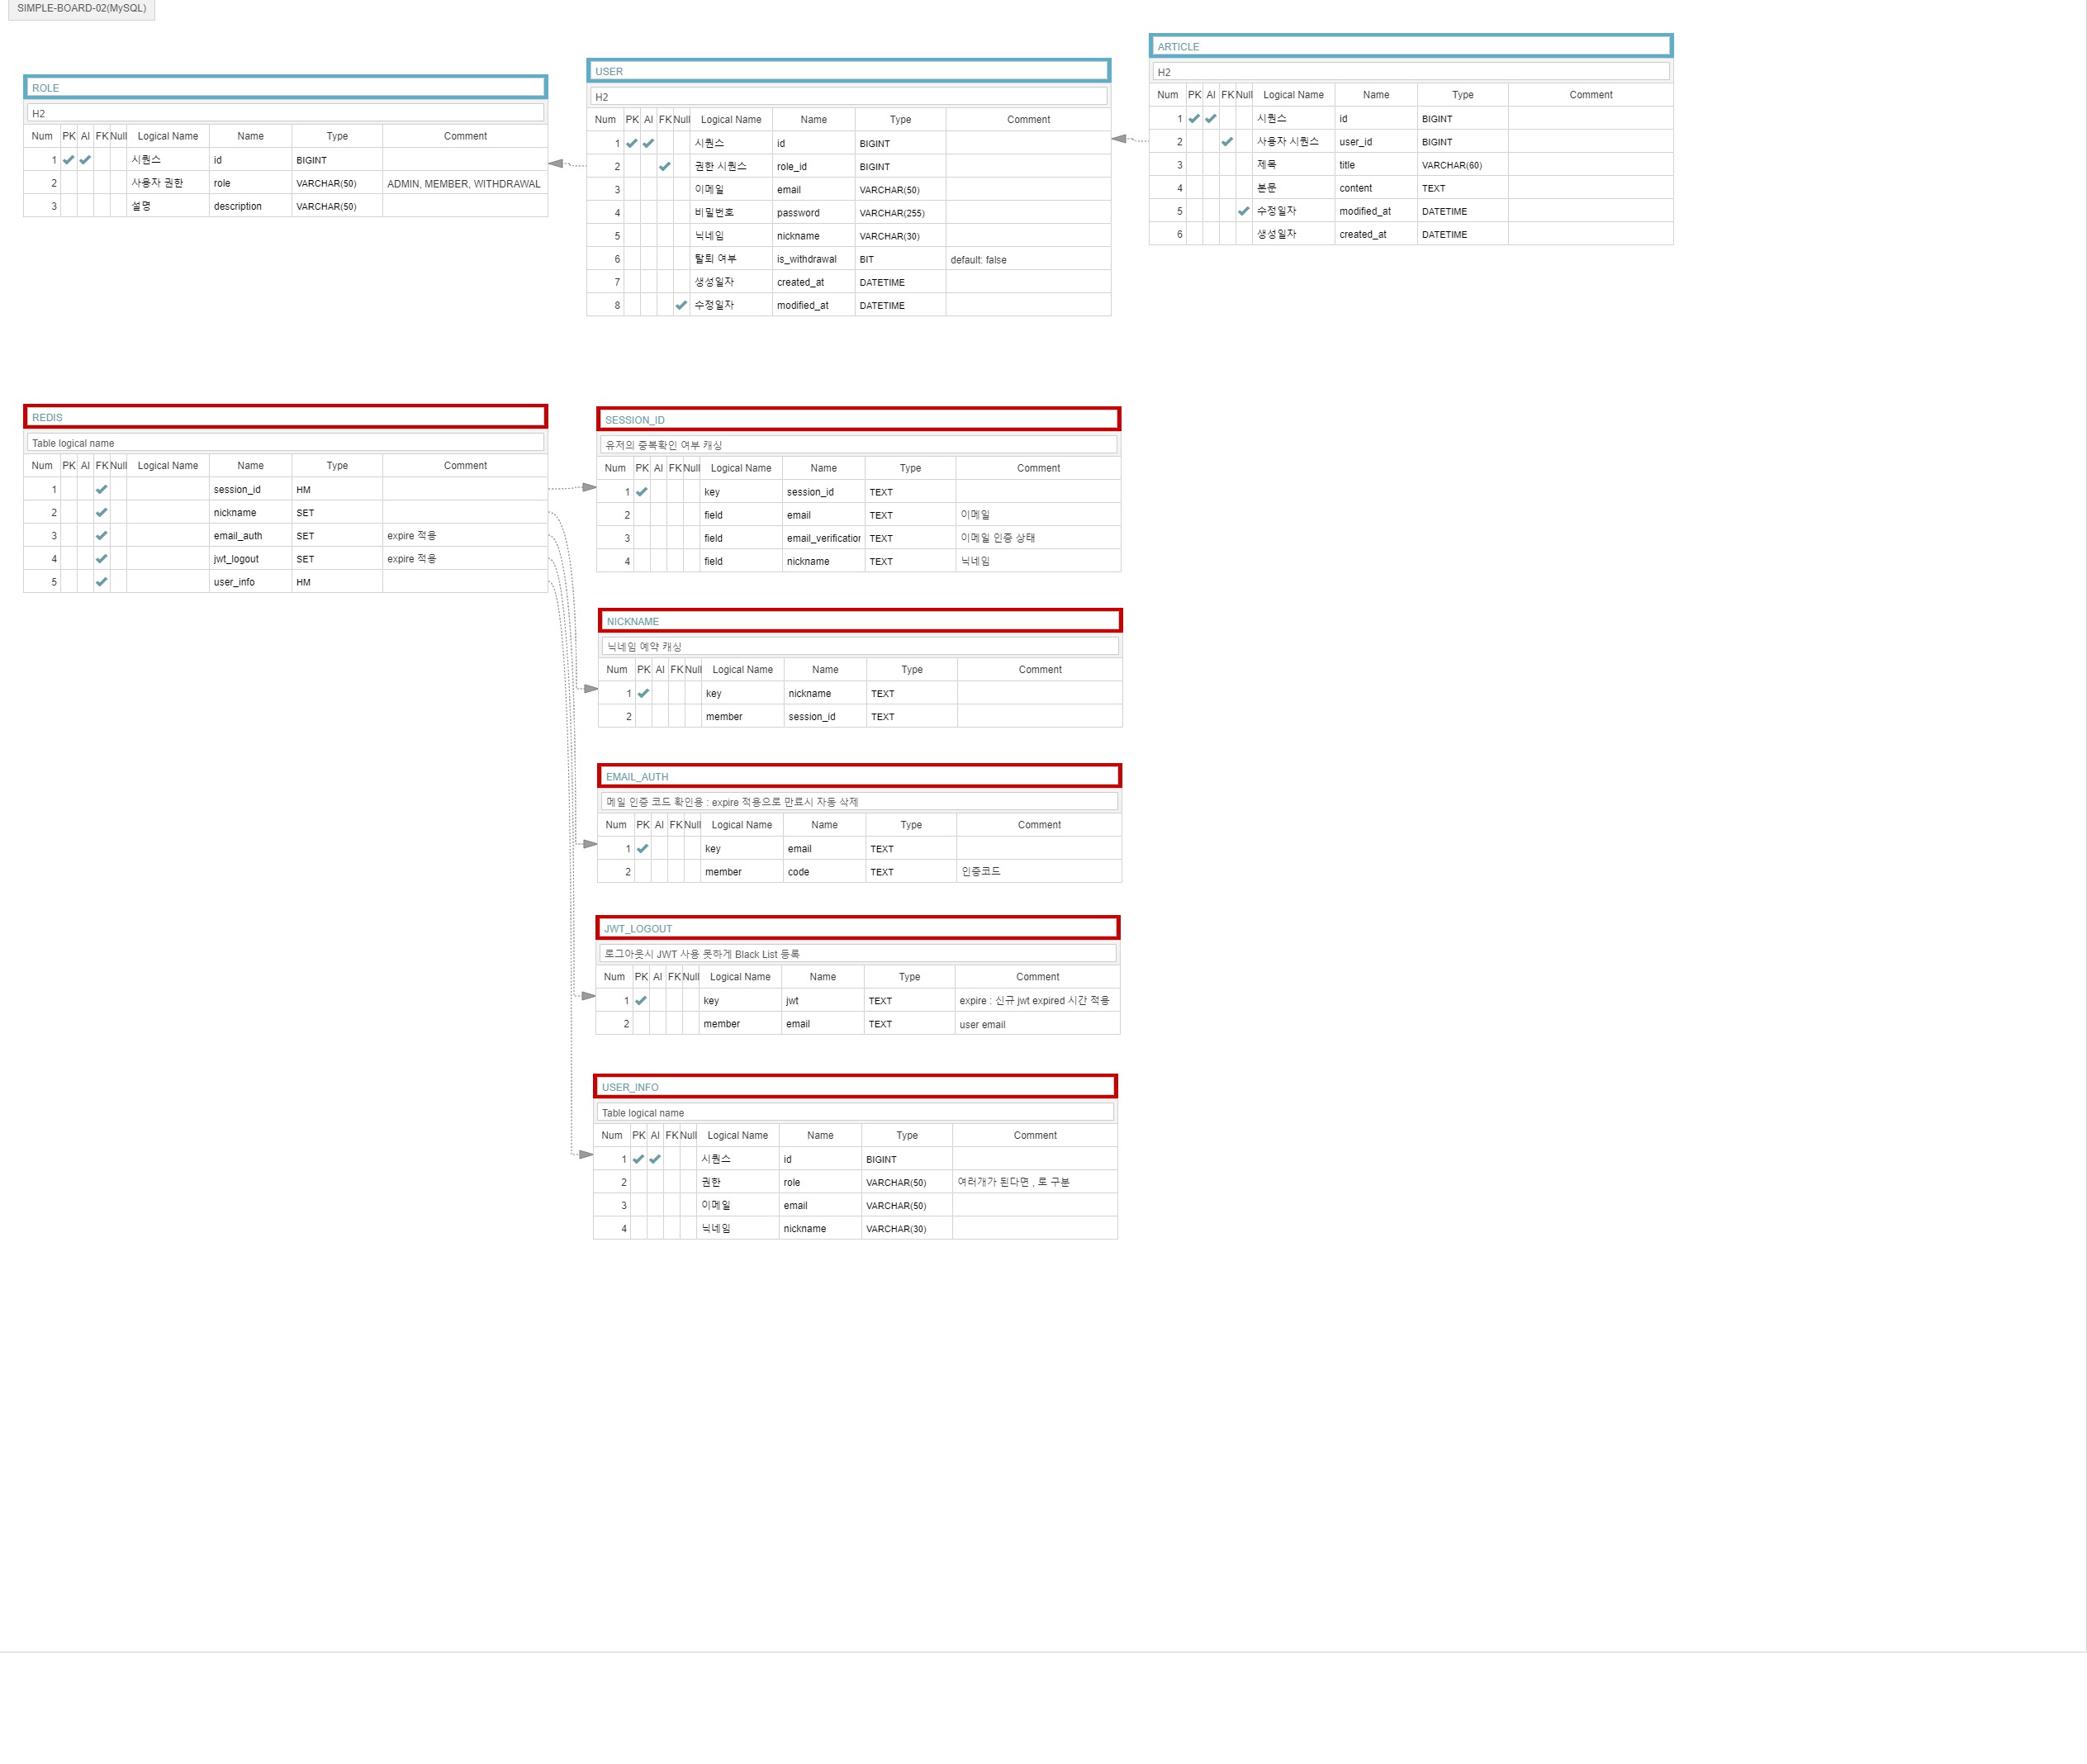 SIMPLE-BOARD-02(MySQL)
ROLE
H2
Num PK AI FK Null Logical Name Name Type Comment
1 시퀀스 id BIGINT
2 사용자 권한 role VARCHAR(50) ADMIN, MEMBER, WITHDRAWAL
3 설명 description VARCHAR(50)
USER
H2
Num PK AI FK Null Logical Name Name Type Comment
1 시퀀스 id BIGINT
2 권한 시퀀스 role_id BIGINT
3 이메일 email VARCHAR(50)
4 비밀번호 password VARCHAR(255)
5 닉네임 nickname VARCHAR(30)
6 탈퇴 여부 is_withdrawal BIT default: false
7 생성일자 created_at DATETIME
8 수정일자 modified_at DATETIME
ARTICLE
H2
Num PK AI FK Null Logical Name Name Type Comment
1 시퀀스 id BIGINT
2 사용자 시퀀스 user_id BIGINT
3 제목 title VARCHAR(60)
4 본문 content TEXT
5 수정일자 modified_at DATETIME
6 생성일자 created_at DATETIME
REDIS
Table logical name
Num PK AI FK Null Logical Name Name Type Comment
1 session_id HM
2 nickname SET
3 email_auth SET expire 적용
4 jwt_logout SET expire 적용
5 user_info HM
SESSION_ID
유저의 중복확인 여부 캐싱
Num PK AI FK Null Logical Name Name Type Comment
1 key session_id TEXT
2 field email TEXT 이메일
3 field email_verification TEXT 이메일 인증 상태
4 field nickname TEXT 닉네임
NICKNAME
닉네임 예약 캐싱
Num PK AI FK Null Logical Name Name Type Comment
1 key nickname TEXT
2 member session_id TEXT
EMAIL_AUTH
메일 인증 코드 확인용 : expire 적용으로 만료시 자동 삭제
Num PK AI FK Null Logical Name Name Type Comment
1 key email TEXT
2 member code TEXT 인증코드
JWT_LOGOUT
로그아웃시 JWT 사용 못하게 Black List 등록
Num PK AI FK Null Logical Name Name Type Comment
1 key jwt TEXT expire : 신규 jwt expired 시간 적용
2 member email TEXT user email
USER_INFO
Table logical name
Num PK AI FK Null Logical Name Name Type Comment
1 시퀀스 id BIGINT
2 권한 role VARCHAR(50) 여러개가 된다면 , 로 구분
3 이메일 email VARCHAR(50)
4 닉네임 nickname VARCHAR(30)